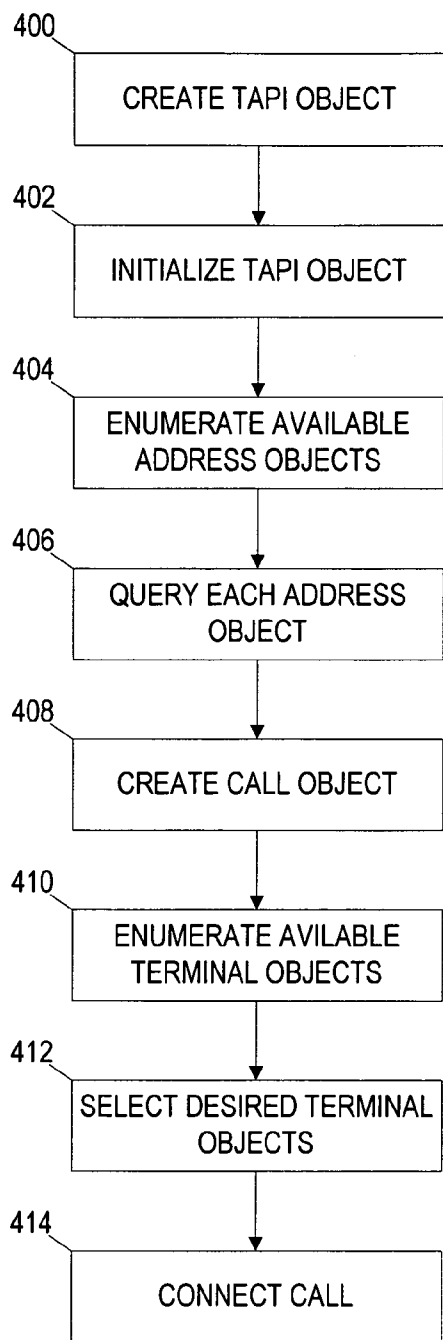 400
CREATE TAPI OBJECT
402
INITIALIZE TAPI OBJECT
404
ENUMERATE AVAILABLE
ADDRESS OBJECTS
406
QUERY EACH ADDRESS
OBJECT
408
CREATE CALL OBJECT
410
ENUMERATE AVILABLE
TERMINAL OBJECTS
412
SELECT DESIRED TERMINAL
OBJECTS
414
CONNECT CALL